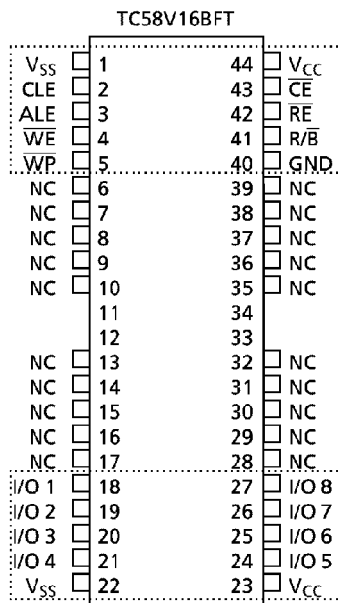 TC58V16BFT
VSS 1 44 VCC
CLE 2 43 C̅E̅
ALE 3 42 R̅E̅
W̅E̅ 4 41 R/B̅
W̅P̅ 5 40 GND
NC 6 39 NC
NC 7 38 NC
NC 8 37 NC
NC 9 36 NC
NC 10 35 NC
11 34
12 33
NC 13 32 NC
NC 14 31 NC
NC 15 30 NC
NC 16 29 NC
NC 17 28 NC
I/O 1 18 27 I/O 8
I/O 2 19 26 I/O 7
I/O 3 20 25 I/O 6
I/O 4 21 24 I/O 5
VSS 22 23 VCC